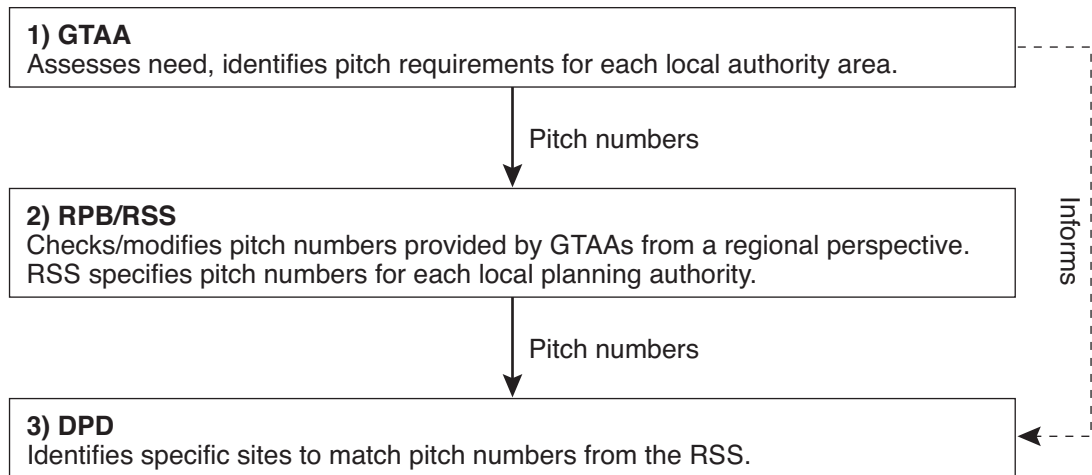 1) GTAA
Assesses need, identifies pitch requirements for each local authority area.
Pitch numbers
2) RPB/RSS
Checks/modifies pitch numbers provided by GTAAs from a regional perspective.
RSS specifies pitch numbers for each local planning authority.
Informs
Pitch numbers
3) DPD
Identifies specific sites to match pitch numbers from the RSS.